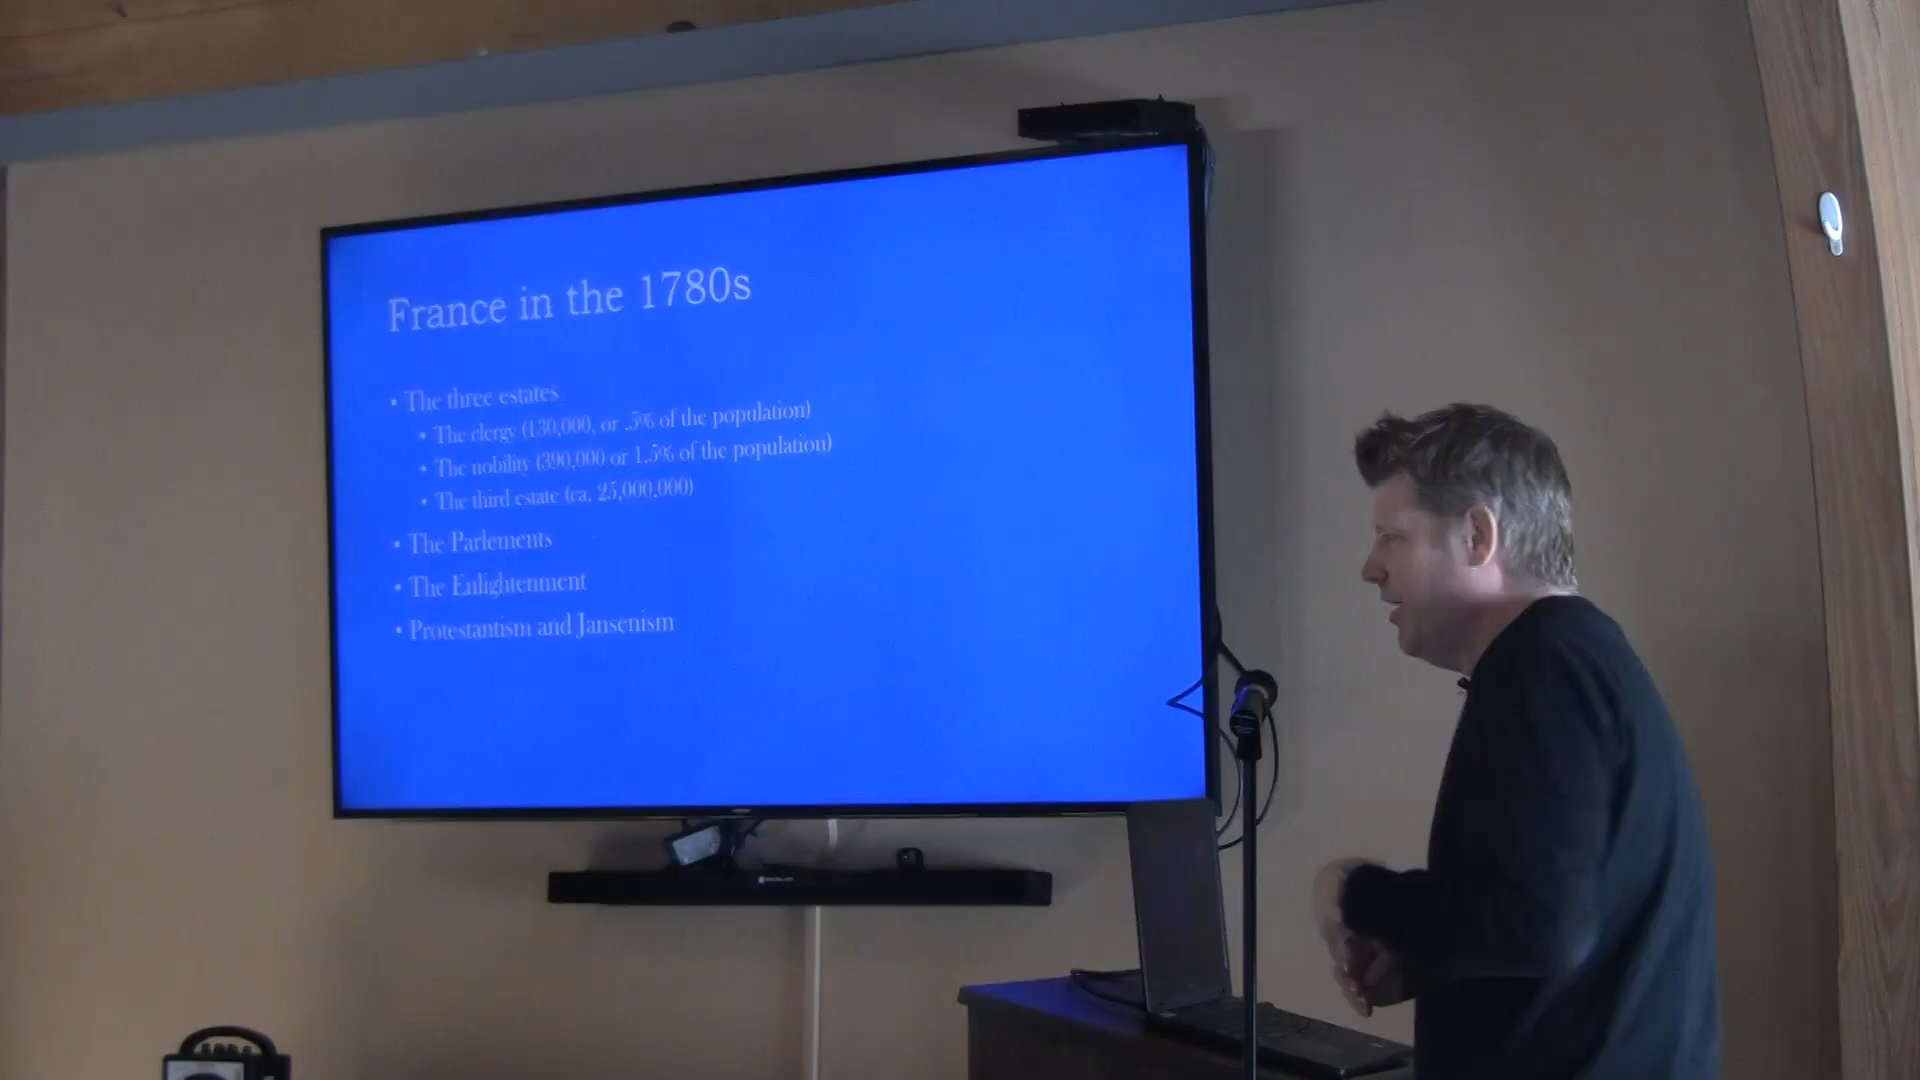 France in the 1780s
• The three estates
• The clergy (130,000, or .5% of the population)
• The nobility (390,000 or 1.5% of the population)
• The third estate (ca. 25,000,000)
• The Parlements
• The Enlightenment
• Protestantism and Jansenism